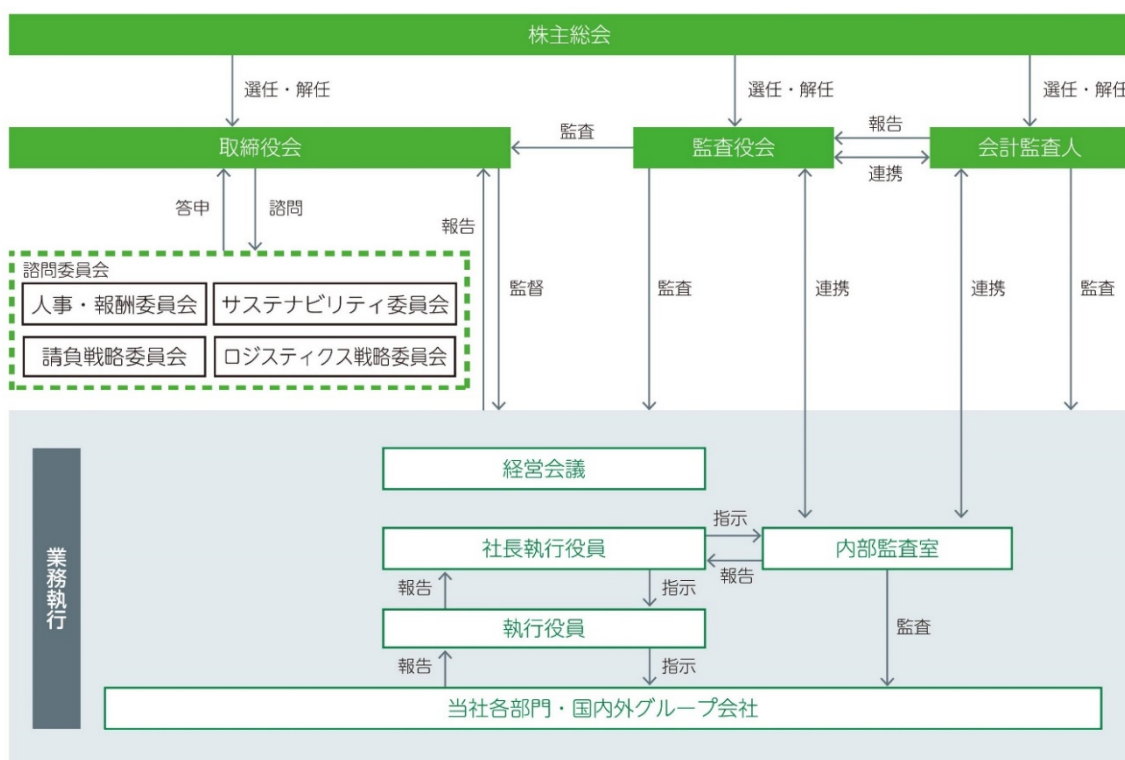 株主総会
選任・解任
選任・解任
選任・解任
取締役会
監査
監査役会
報告
連携
会計監査人
答申
諮問
報告
監督
監査
連携
連携
監査
諮問委員会
人事・報酬委員会
サステナビリティ委員会
請負戦略委員会
ロジスティクス戦略委員会
業務執行
経営会議
社長執行役員
指示
報告
内部監査室
報告
指示
執行役員
監査
報告
指示
当社各部門・国内外グループ会社